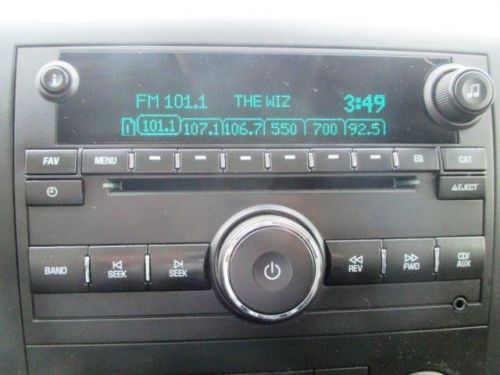 FM 101.1 THE WIZ 3:49
1 101.1 107.1 106.7 550 700 92.5
FAV MENU EQ CAT
EJECT
BAND SEEK SEEK REV FWD CD/ AUX